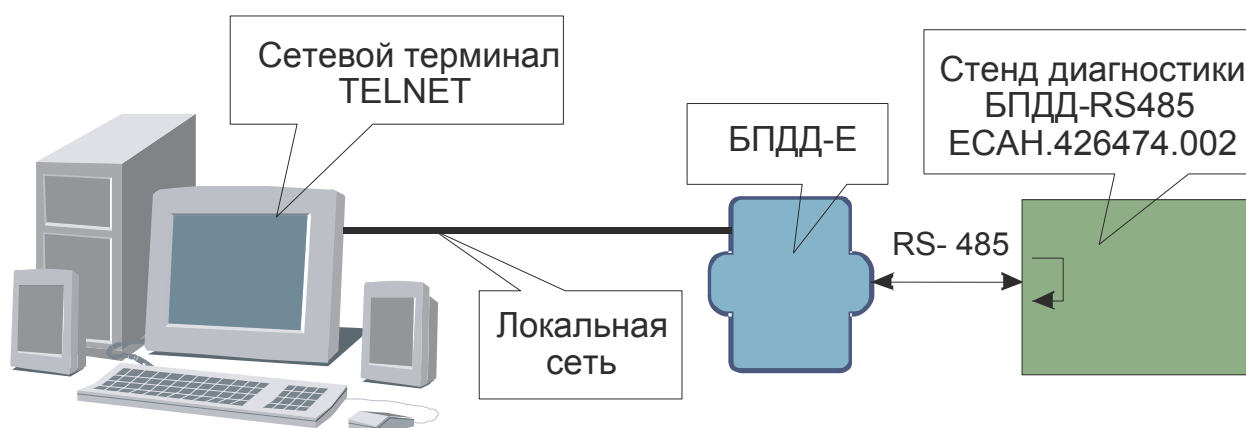 Сетевой терминал
TELNET
БПДД-Е
Стенд диагностики
БПДД-RS485
ЕСАН.426474.002
RS- 485
Локальная
сеть